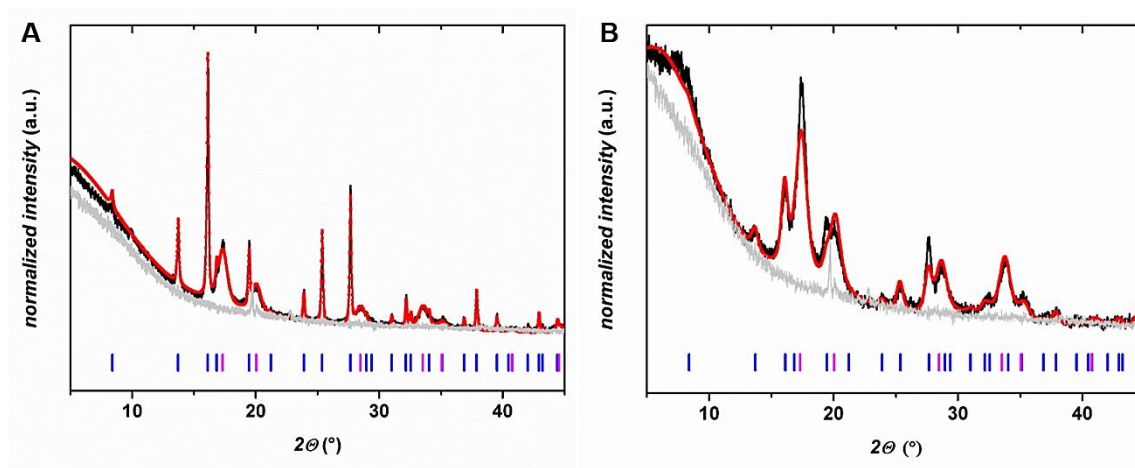 A
normalized intensity (a.u.)
10
20
30
40
2Θ (°)
B
normalized intensity (a.u.)
10
20
30
40
2Θ (°)